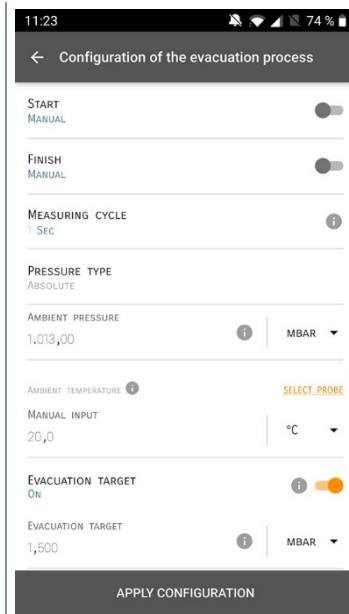 11:23
74 %
Configuration of the evacuation process
START
MANUAL
FINISH
MANUAL
MEASURING CYCLE
1 SEC
PRESSURE TYPE
ABSOLUTE
AMBIENT PRESSURE
1.013,00
MBAR
AMBIENT TEMPERATURE
SELECT PROBE
MANUAL INPUT
20,0
°C
EVACUATION TARGET
ON
EVACUATION TARGET
1,500
MBAR
APPLY CONFIGURATION